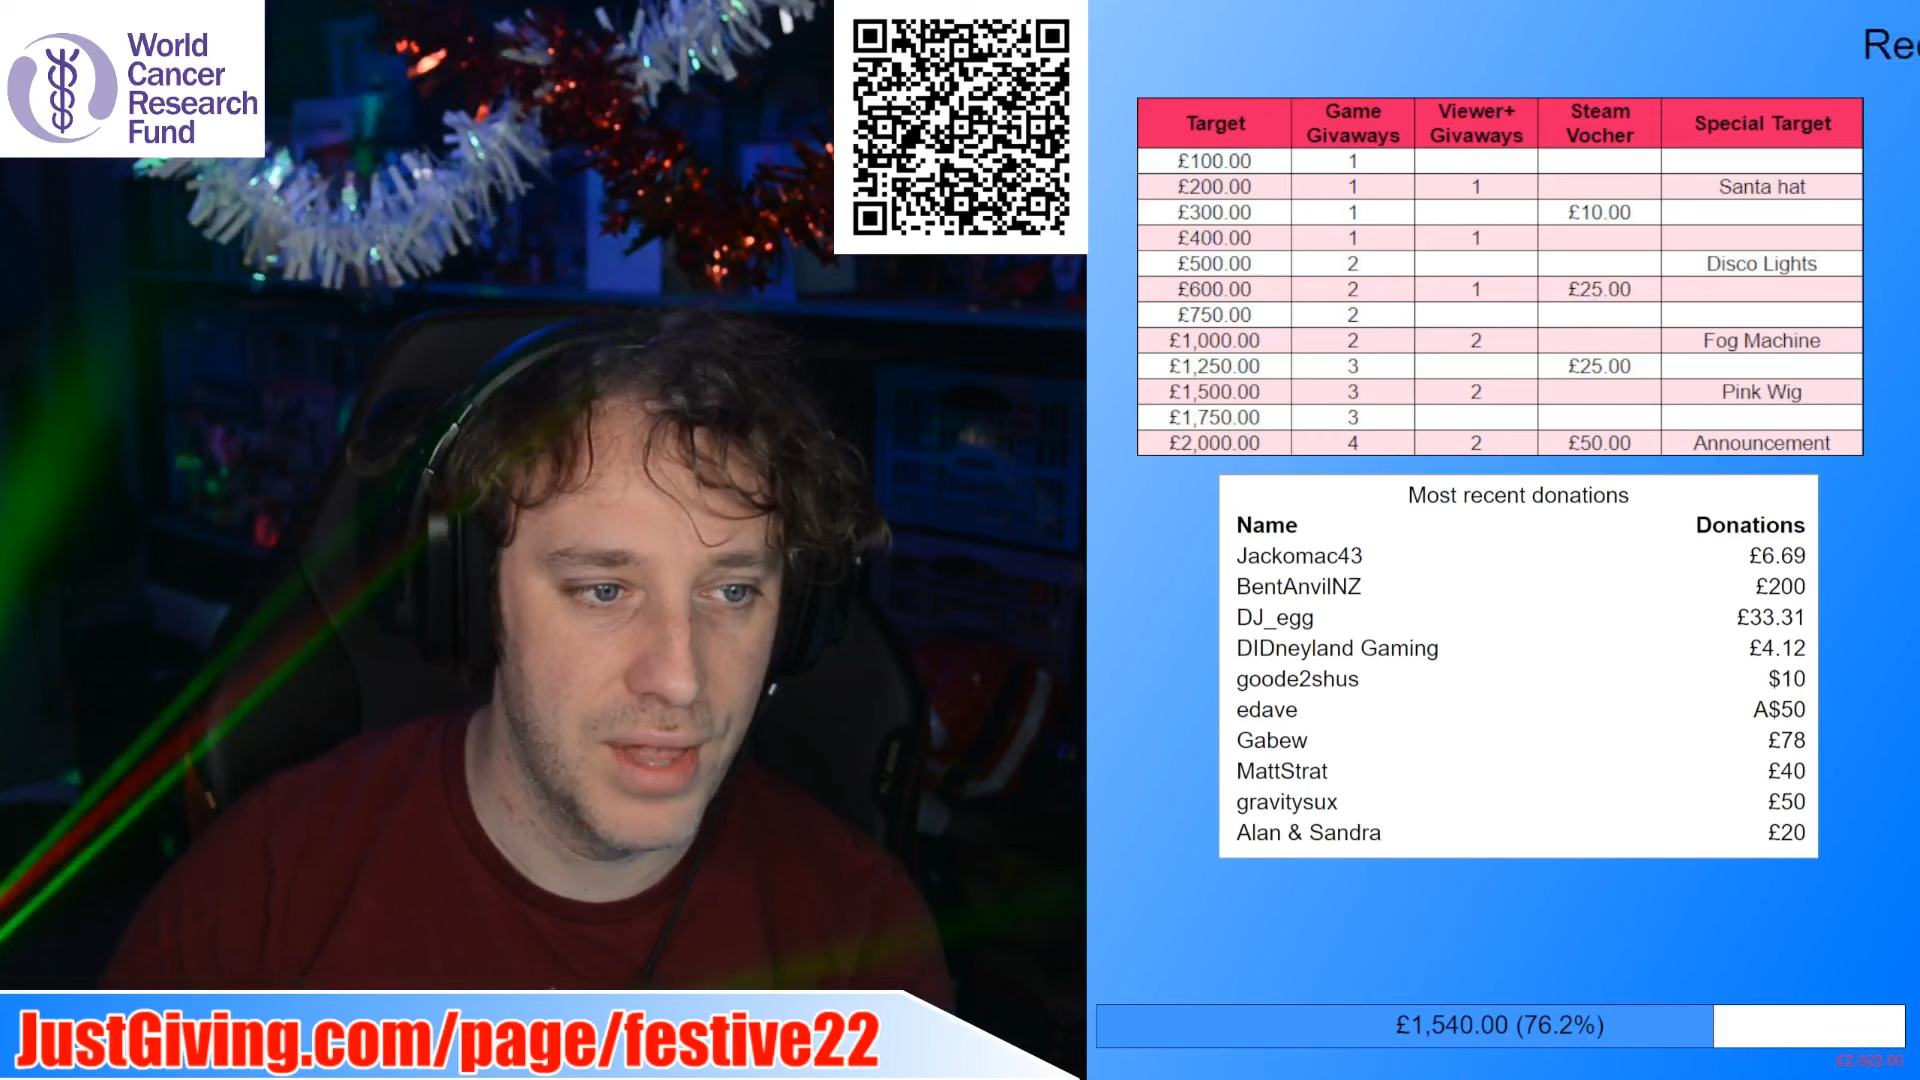 World
Cancer
Research
Fund
Re
Target Game Givaways Viewer+ Givaways Steam Vocher Special Target
£100.00 1
£200.00 1 1 Santa hat
£300.00 1 £10.00
£400.00 1 1
£500.00 2 Disco Lights
£600.00 2 1 £25.00
£750.00 2
£1,000.00 2 2 Fog Machine
£1,250.00 3 £25.00
£1,500.00 3 2 Pink Wig
£1,750.00 3
£2,000.00 4 2 £50.00 Announcement
Most recent donations
Name Donations
Jackomac43 £6.69
BentAnvilNZ £200
DJ_egg £33.31
DIDneyland Gaming £4.12
goode2shus $10
edave A$50
Gabew £78
MattStrat £40
gravitysux £50
Alan & Sandra £20
£1,540.00 (76.2%)
£2,022.00
JustGiving.com/page/festive22